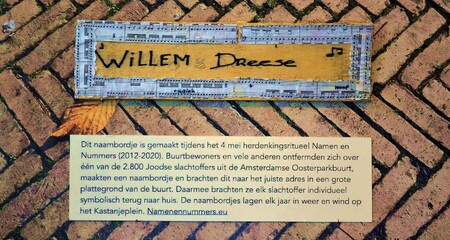 WiLLEM Dreese
Dit naambordje is gemaakt tijdens het 4 mei herdenkingsritueel Namen en
Nummers (2012-2020). Buurtbewoners en vele anderen ontfermden zich over
één van de 2.800 Joodse slachtoffers uit de Amsterdamse Oosterparkbuurt,
maakten een naambordje en brachten dit naar het juiste adres in een grote
plattegrond van de buurt. Daarmee brachten ze elk slachtoffer individueel
symbolisch terug naar huis. De naambordjes lagen elk jaar in weer en wind op
het Kastanjeplein. Namenennummers.eu